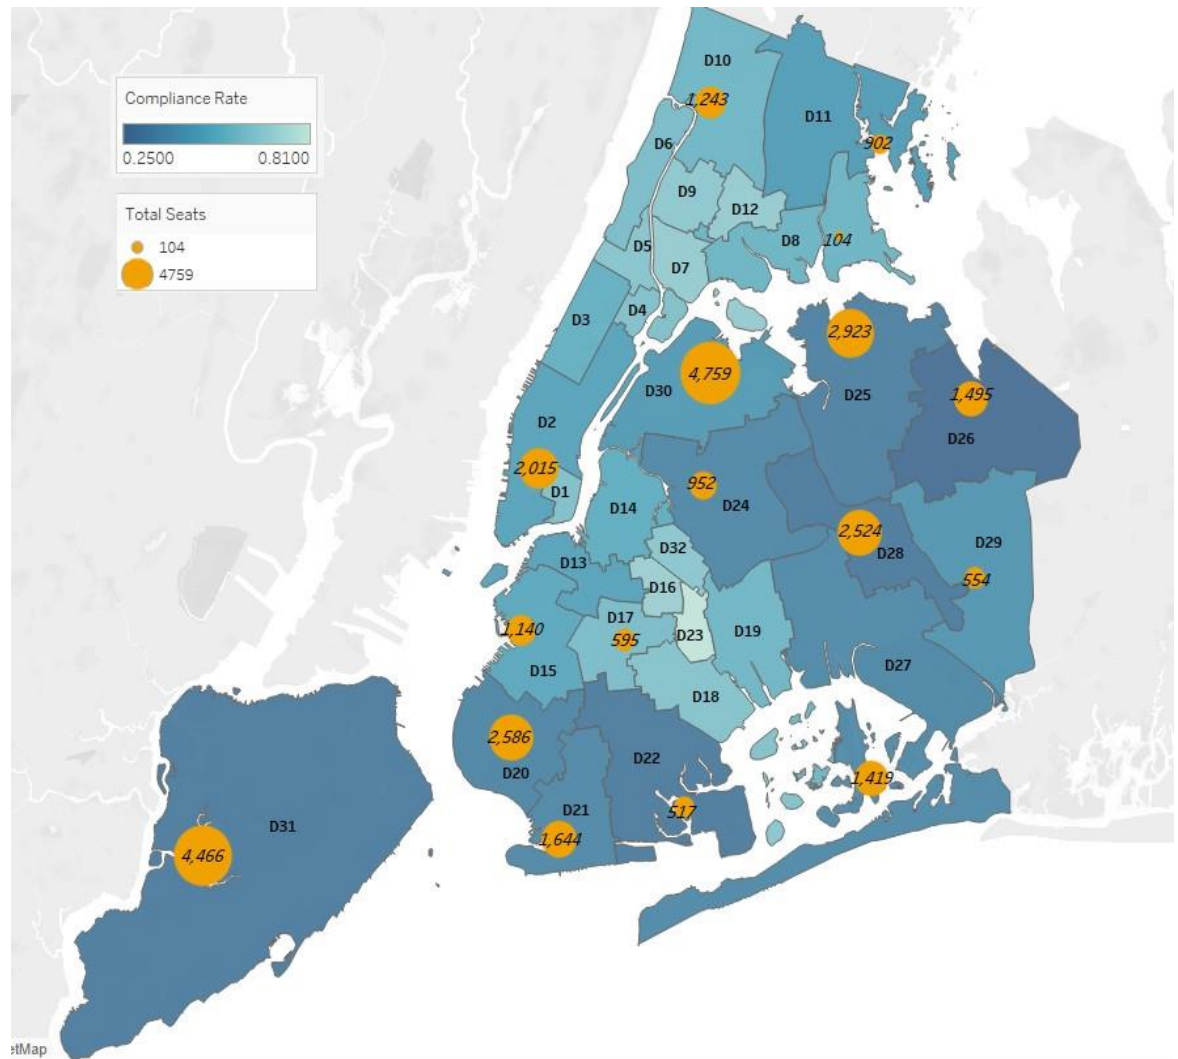 Compliance Rate
0.2500 0.8100
Total Seats
104
4759
D10
1,243
D11
902
D6
D9
D12
D5
D8
104
D7
D4
D3
2,923
4,759
D30
D25
1,495
D26
D2
2,015
D1
952
D24
D14
2,524
D28
D29
D32
D13
554
D16
1,140
D17
595
D23
D19
D15
D27
D18
2,586
D20
D22
1,419
D21
517
1,644
D31
4,466
etMap